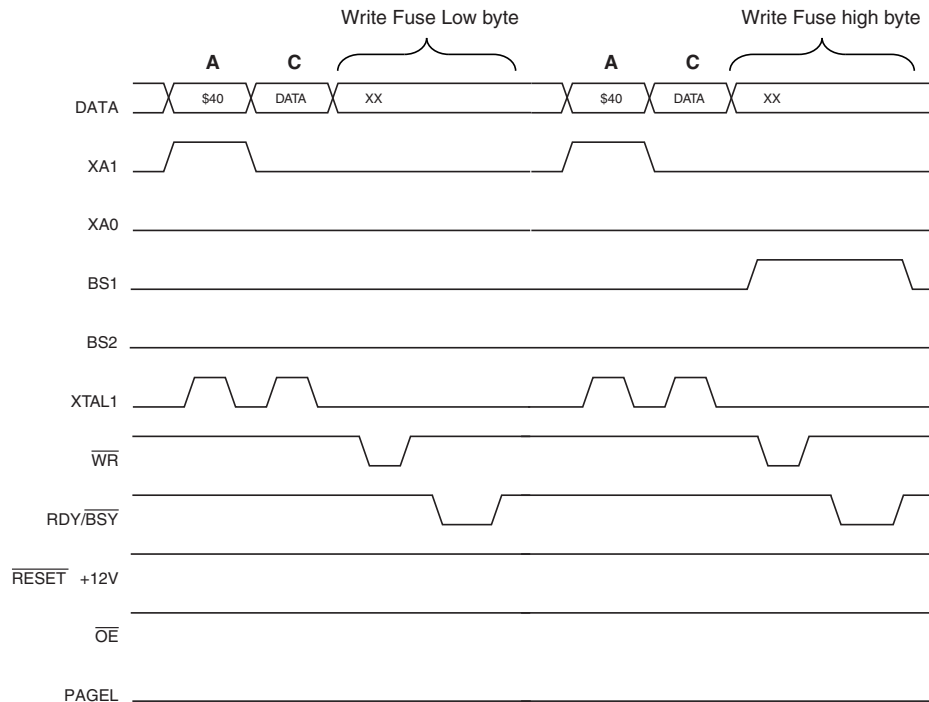 Write Fuse Low byte Write Fuse high byte
A C A C
DATA $40 DATA XX $40 DATA XX
XA1
XA0
BS1
BS2
XTAL1
WR
RDY/BSY
RESET +12V
OE
PAGEL